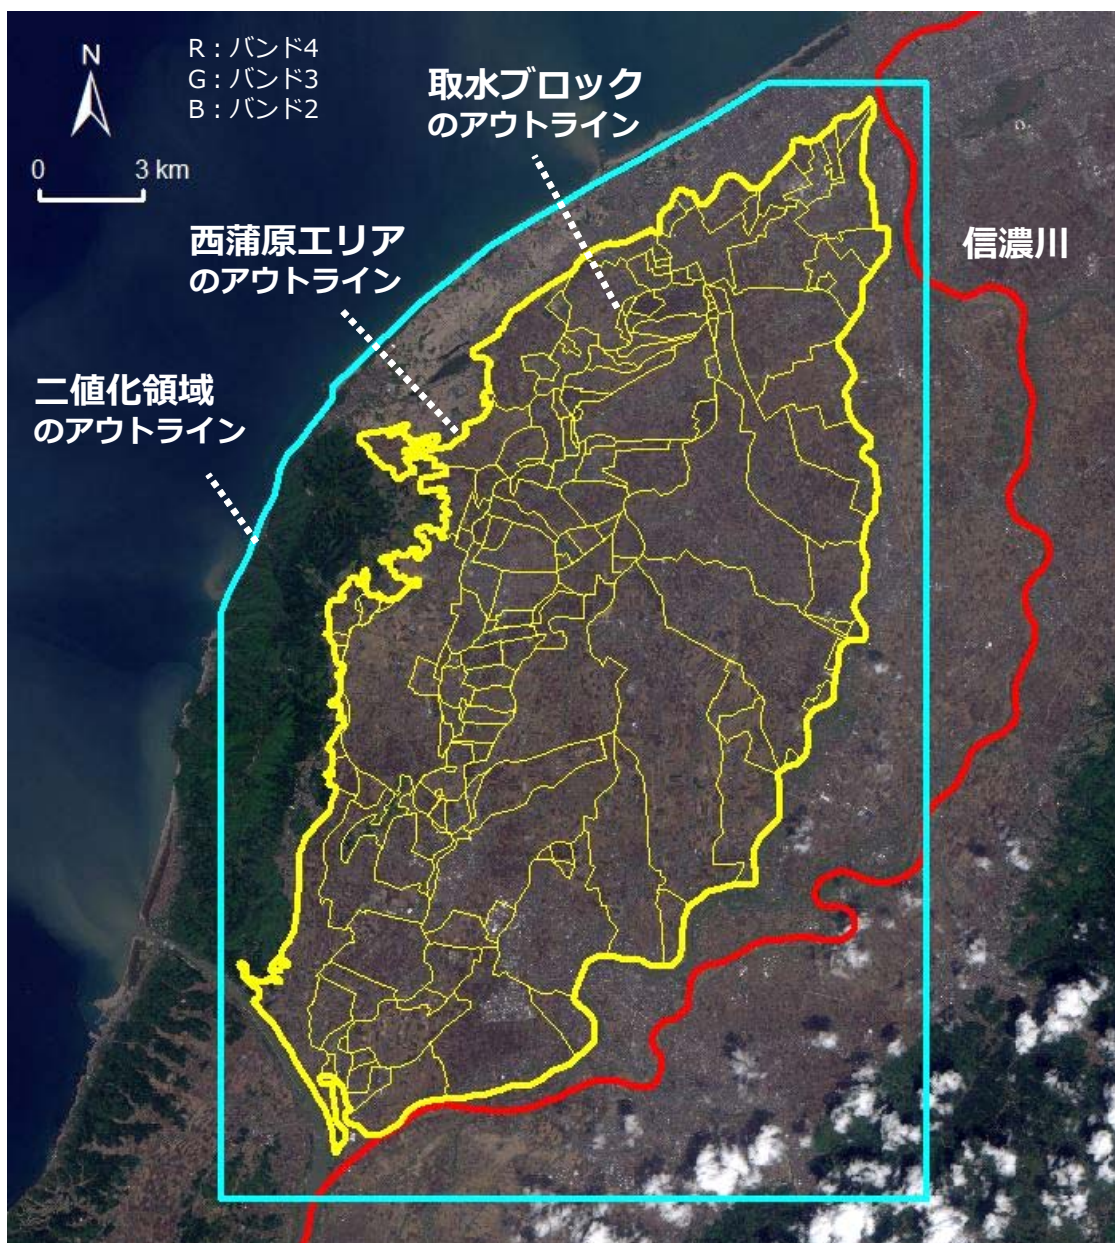 N
R：バンド4
G：バンド3
B：バンド2
0 3 km
取水ブロック
のアウトライン
西蒲原エリア
のアウトライン
信濃川
二値化領域
のアウトライン